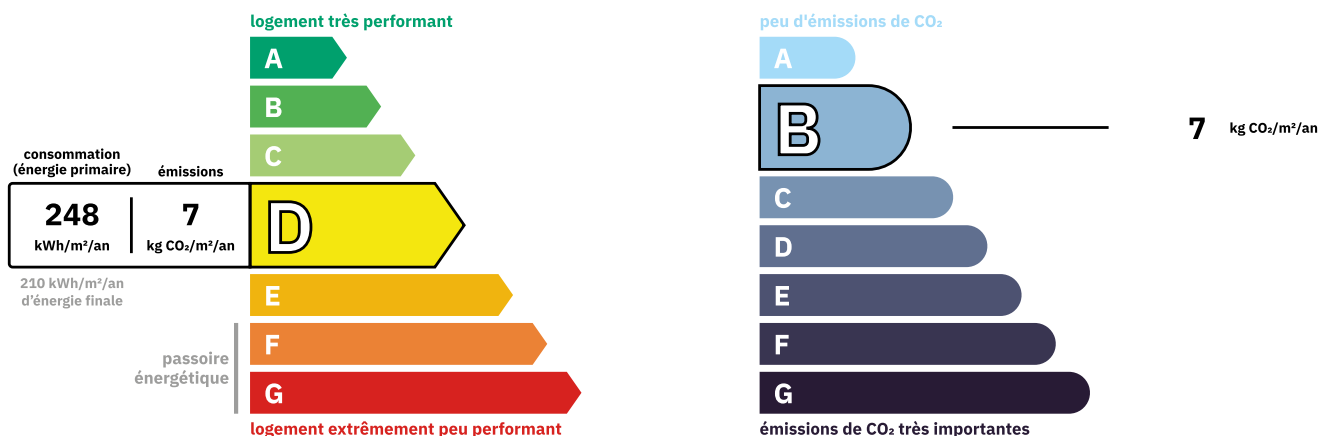 logement très performant
A
B
C
consommation
(énergie primaire)
émissions
248
kWh/m²/an
7
kg CO₂/m²/an
D
210 kWh/m²/an
d'énergie finale
E
passoire
énergétique
F
G
logement extrêmement peu performant
peu d'émissions de CO₂
A
B
7 kg CO₂/m²/an
C
D
E
F
G
émissions de CO₂ très importantes